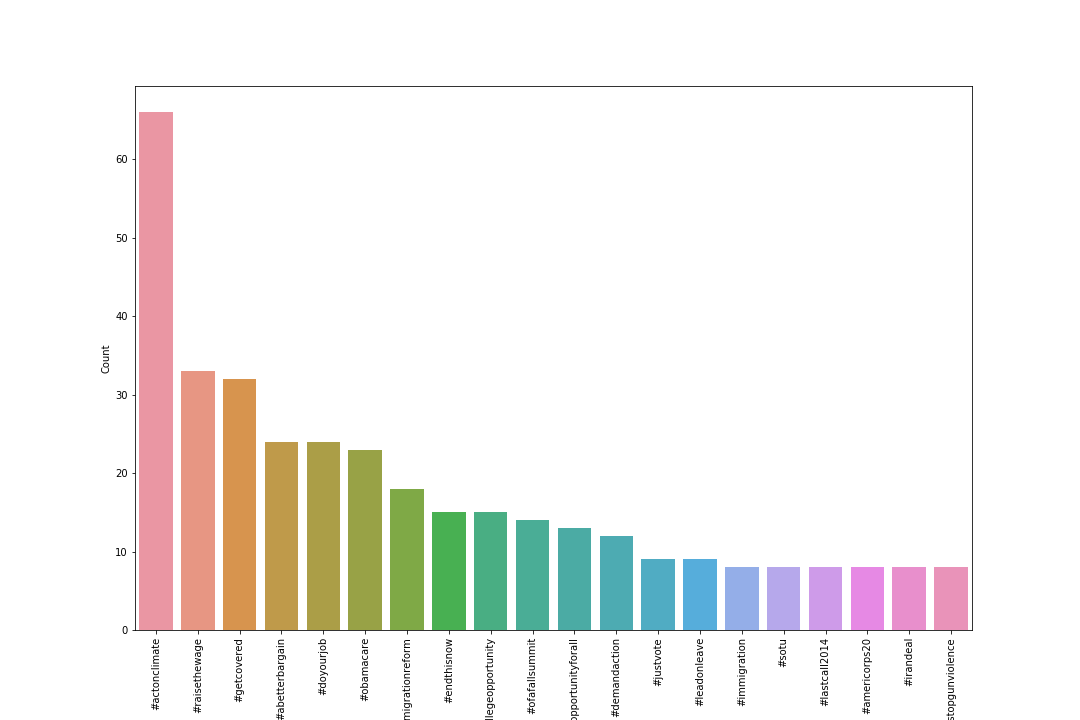 60
50
40
30
20
10
0
Count
#actonclimate
#raisethewage
#getcovered
#abetterbargain
#doyourjob
#obamacare
migrationreform
#endthisnow
llegeopportunity
#ofafallsummit
opportunityforall
#demandaction
#justvote
#leadonleave
#immigration
#sotu
#lastcall2014
#americorps20
#irandeal
stopgunviolence